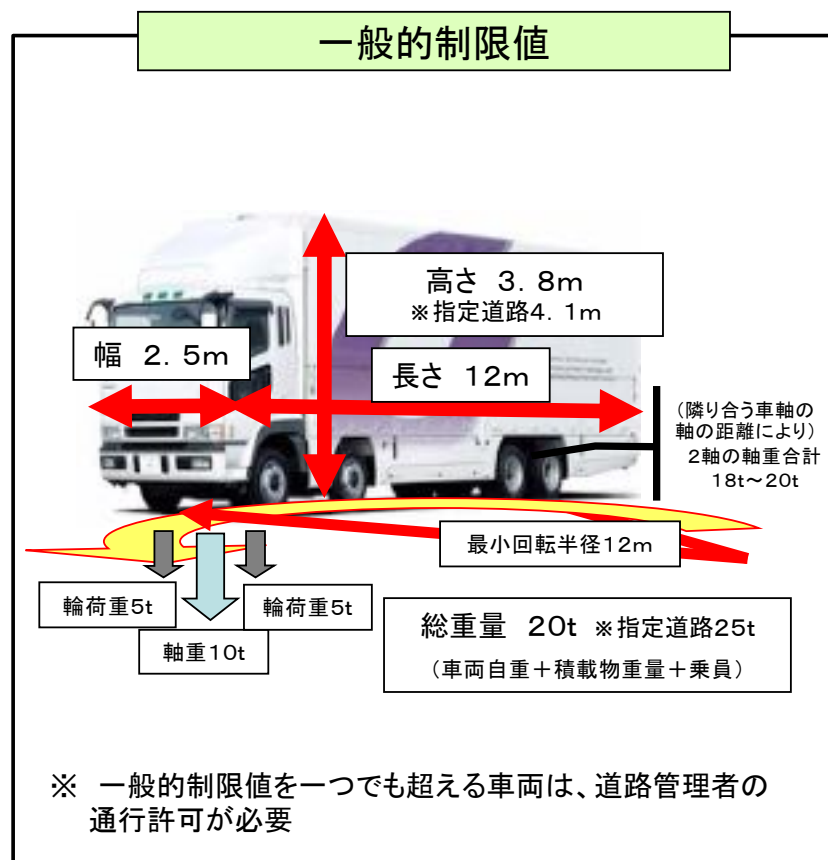 一般的制限値
高さ 3.8m
※指定道路4.1m
幅 2.5m
長さ 12m
(隣り合う車軸の
軸の距離により)
2軸の軸重合計
18t~20t
最小回転半径12m
輪荷重5t
輪荷重5t
軸重10t
総重量 20t ※指定道路25t
(車両自重+積載物重量+乗員)
※ 一般的制限値を一つでも超える車両は、道路管理者の
通行許可が必要